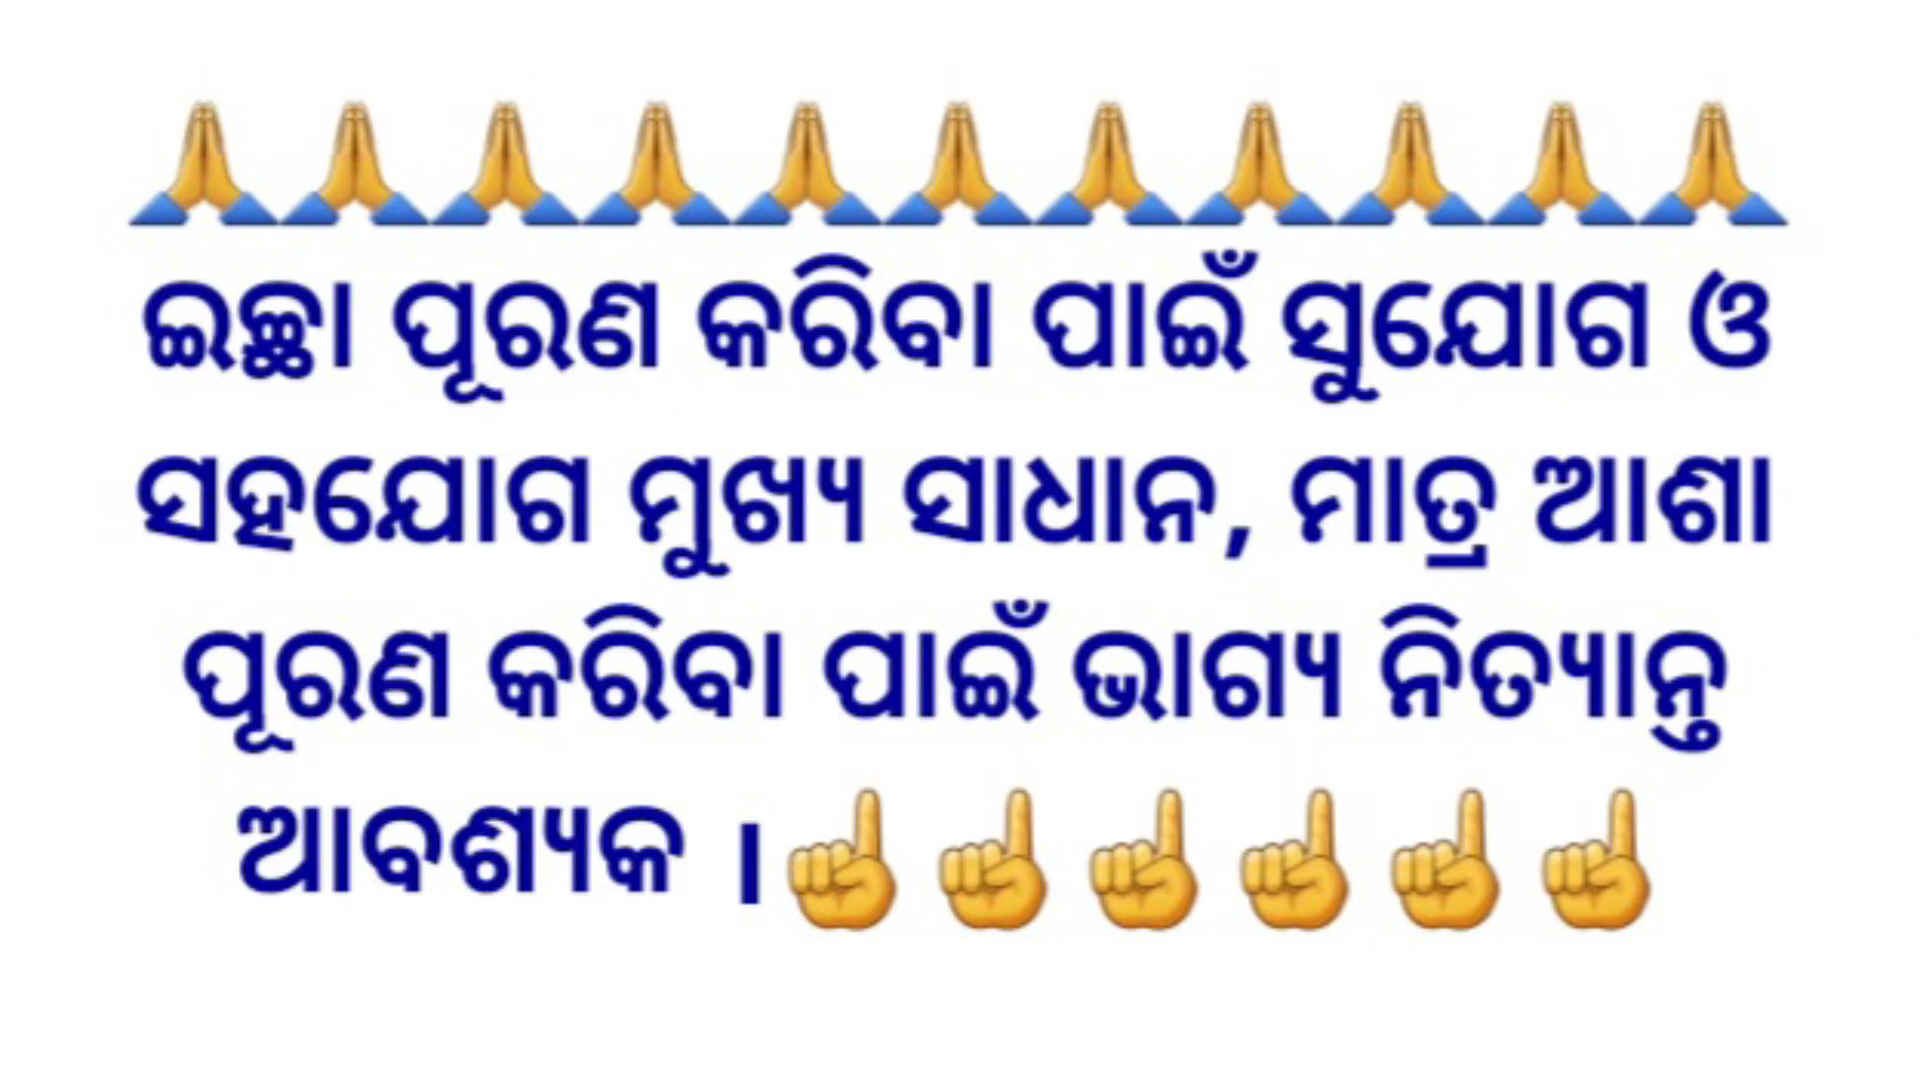 🙏🙏🙏🙏🙏🙏🙏🙏🙏🙏🙏
ଇଚ୍ଛା ପୂରଣ କରିବା ପାଇଁ ସୁଯୋଗ ଓ
ସହଯୋଗ ମୁଖ୍ୟ ସାଧାନ, ମାତ୍ର ଆଶା
ପୂରଣ କରିବା ପାଇଁ ଭାଗ୍ୟ ନିତ୍ୟାନ୍ତ
ଆବଶ୍ୟକ ।☝☝☝☝☝☝